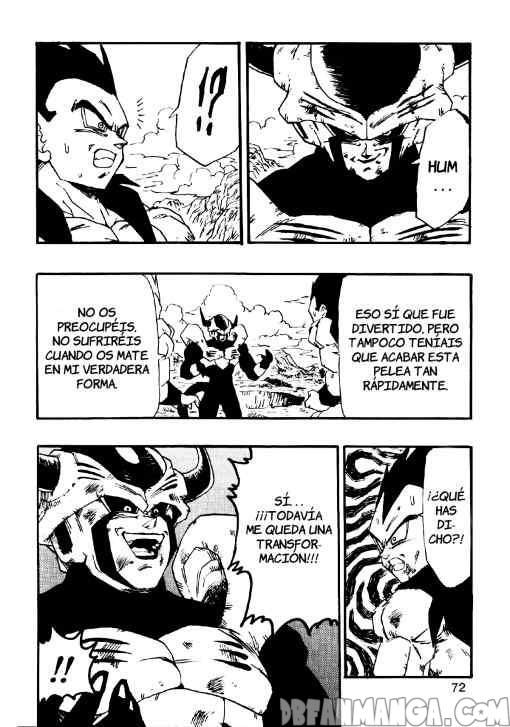 HUM
...
!?
ESO SÍ QUE FUE
DIVERTIDO, PERO
TAMPOCO TENÍAIS
QUE ACABAR ESTA
PELEA TAN
RÁPIDAMENTE.
NO OS
PREOCUPÉIS,
NO SUFRIRÉIS
CUANDO OS MATE
EN MI VERDADERA
FORMA.
¡¿QUÉ
HAS
DI-
CHO?!
SÍ...
¡¡¡TODAVÍA
ME QUEDA UNA
TRANSFOR-
MACIÓN!!!
!!
72
DBFANMANGA.COM